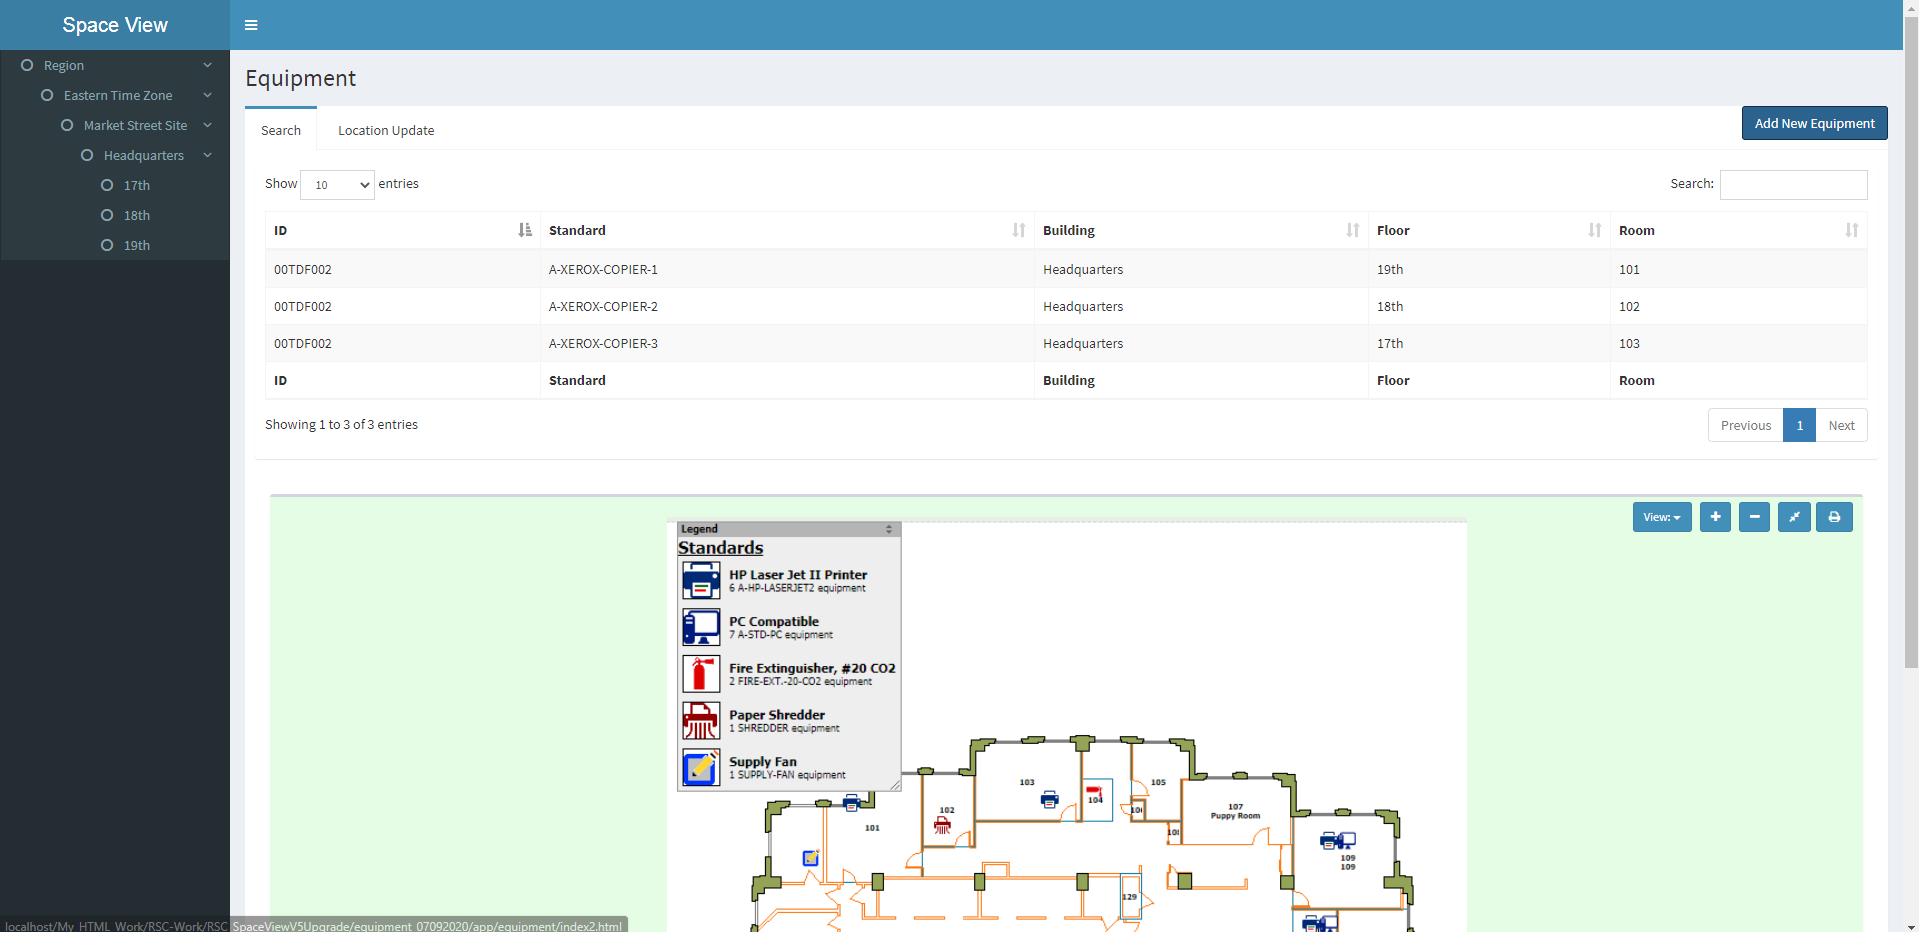 Space View
Region
Eastern Time Zone
Market Street Site
Headquarters
17th
18th
19th
Equipment
Search
Location Update
Add New Equipment
Show 10 entries
Search:
ID Standard Building Floor Room
00TDF002 A-XEROX-COPIER-1 Headquarters 19th 101
00TDF002 A-XEROX-COPIER-2 Headquarters 18th 102
00TDF002 A-XEROX-COPIER-3 Headquarters 17th 103
ID Standard Building Floor Room
Showing 1 to 3 of 3 entries
Previous 1 Next
View:
Legend
Standards
HP Laser Jet II Printer
6 A-HP-LASERJET2 equipment
PC Compatible
7 A-STD-PC equipment
Fire Extinguisher, #20 CO2
2 FIRE-EXT.-20-CO2 equipment
Paper Shredder
1 SHREDDER equipment
Supply Fan
1 SUPPLY-FAN equipment
103
105
104
102
107
Puppy Room
101
109
109
129
localhost/My_HTML_Work/RSC-Work/RSC_SpaceViewV5Upgrade/equipment_07092020/app/equipment/index2.html